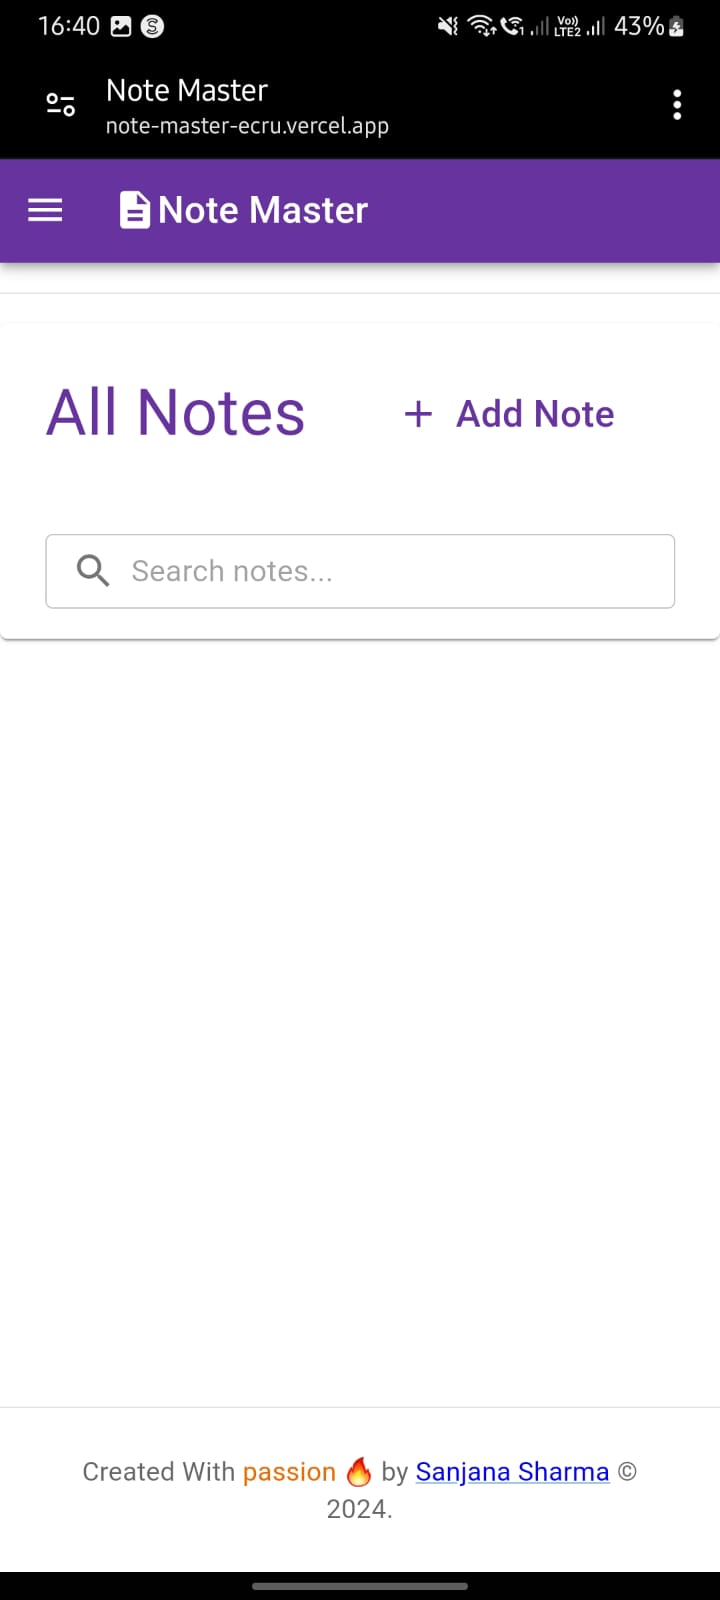 16:40 43%
Vo)) LTE2
Note Master
note-master-ecru.vercel.app
Note Master
All Notes
+ Add Note
Search notes...
Created With passion 🔥 by Sanjana Sharma ©
2024.